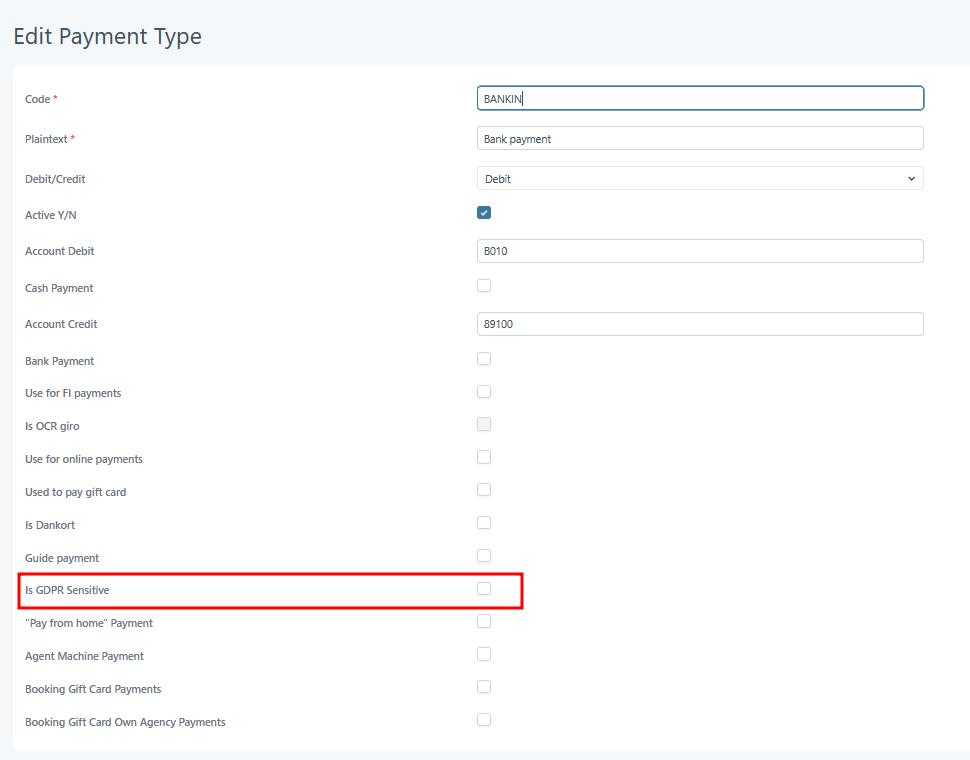 Edit Payment Type
Code * BANKIN
Plaintext * Bank payment
Debit/Credit Debit
Active Y/N
Account Debit B010
Cash Payment
Account Credit 89100
Bank Payment
Use for FI payments
Is OCR giro
Use for online payments
Used to pay gift card
Is Dankort
Guide payment
Is GDPR Sensitive
"Pay from home" Payment
Agent Machine Payment
Booking Gift Card Payments
Booking Gift Card Own Agency Payments